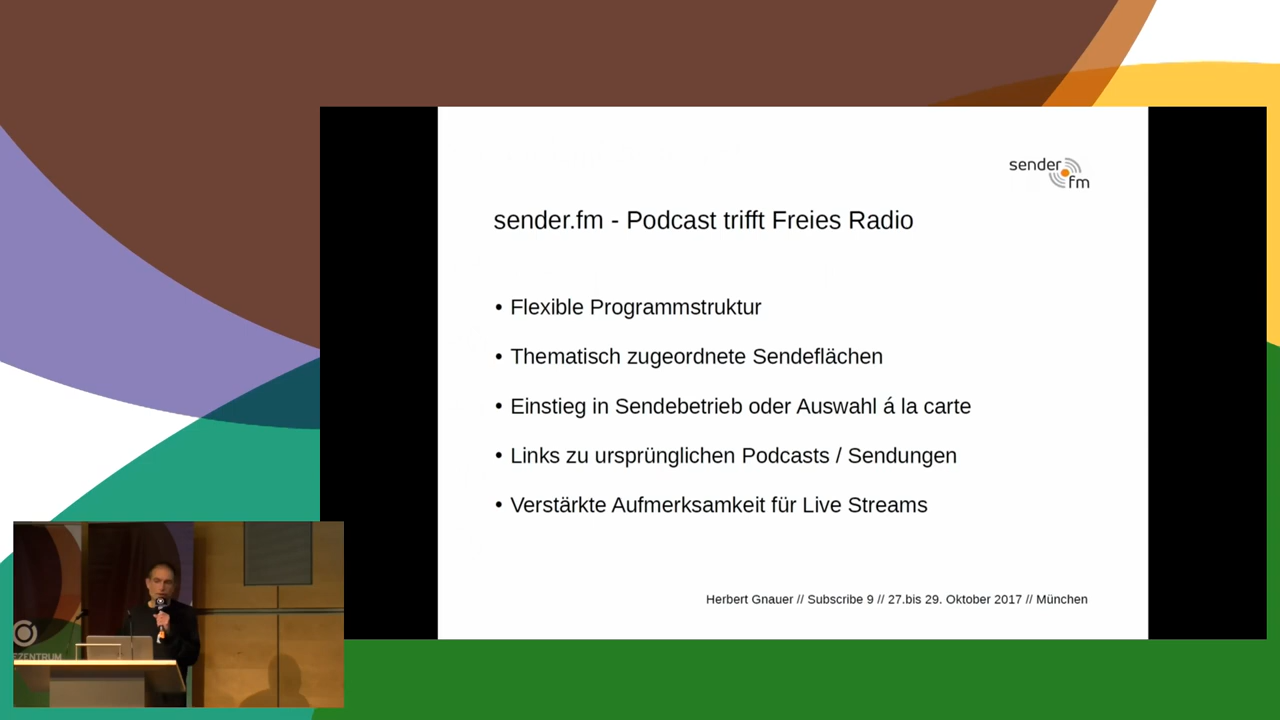 sender
fm
sender.fm - Podcast trifft Freies Radio
• Flexible Programmstruktur
• Thematisch zugeordnete Sendeflächen
• Einstieg in Sendebetrieb oder Auswahl á la carte
• Links zu ursprünglichen Podcasts / Sendungen
• Verstärkte Aufmerksamkeit für Live Streams
Herbert Gnauer // Subscribe 9 // 27.bis 29. Oktober 2017 // München
EZENTRUM